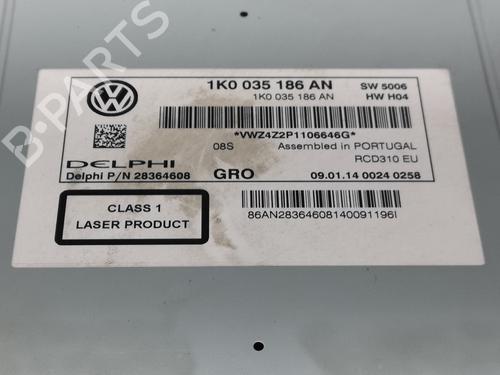 B-PARTS
1K0 035 186 AN
SW 5006
1K0 035 186 AN
HW H04
*VWZ4Z2P1106646G*
08S
Assembled in PORTUGAL
RCD310 EU
DELPHI
Delphi P/N 28364608
GRO
09.01.14 0024 0258
CLASS 1
LASER PRODUCT
86AN28364608140091196I